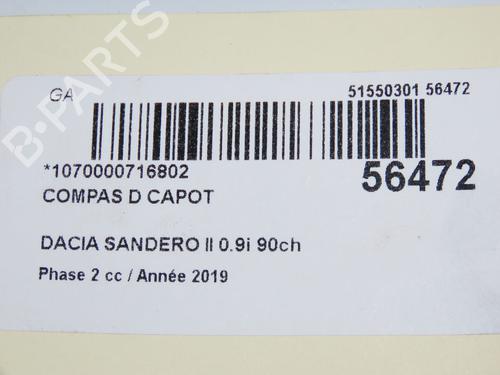 GA 51550301 56472
*1070000716802 56472
COMPAS D CAPOT
DACIA SANDERO II 0.9i 90ch
Phase 2 cc / Année 2019
B-PARTS